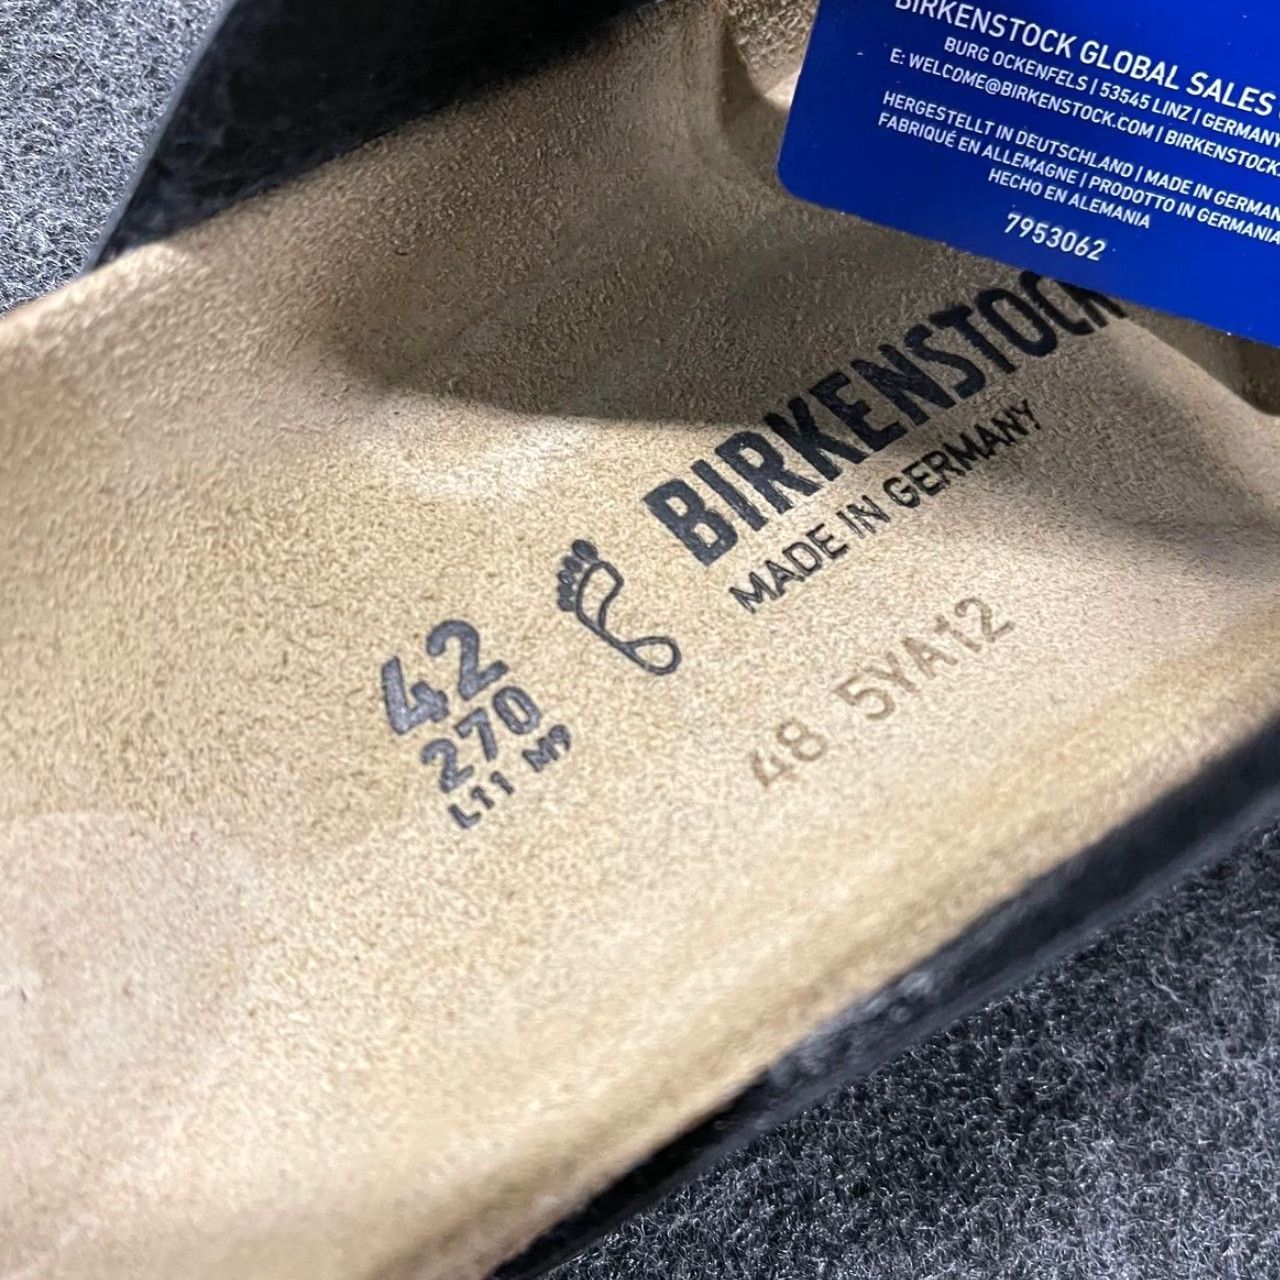 BIRKENSTOCK GLOBAL SALES
BURG OCKENFELS | 53545 LINZ | GERMANY
E: WELCOME@BIRKENSTOCK.COM | BIRKENSTOCK.
HERGESTELLT IN DEUTSCHLAND | MADE IN GERMAN
FABRIQUÉ EN ALLEMAGNE | PRODOTTO IN GERMANIA
HECHO EN ALEMANIA
7953062
BIRKENSTOCK
MADE IN GERMANY
42
270
L11 M9
48 5YA12